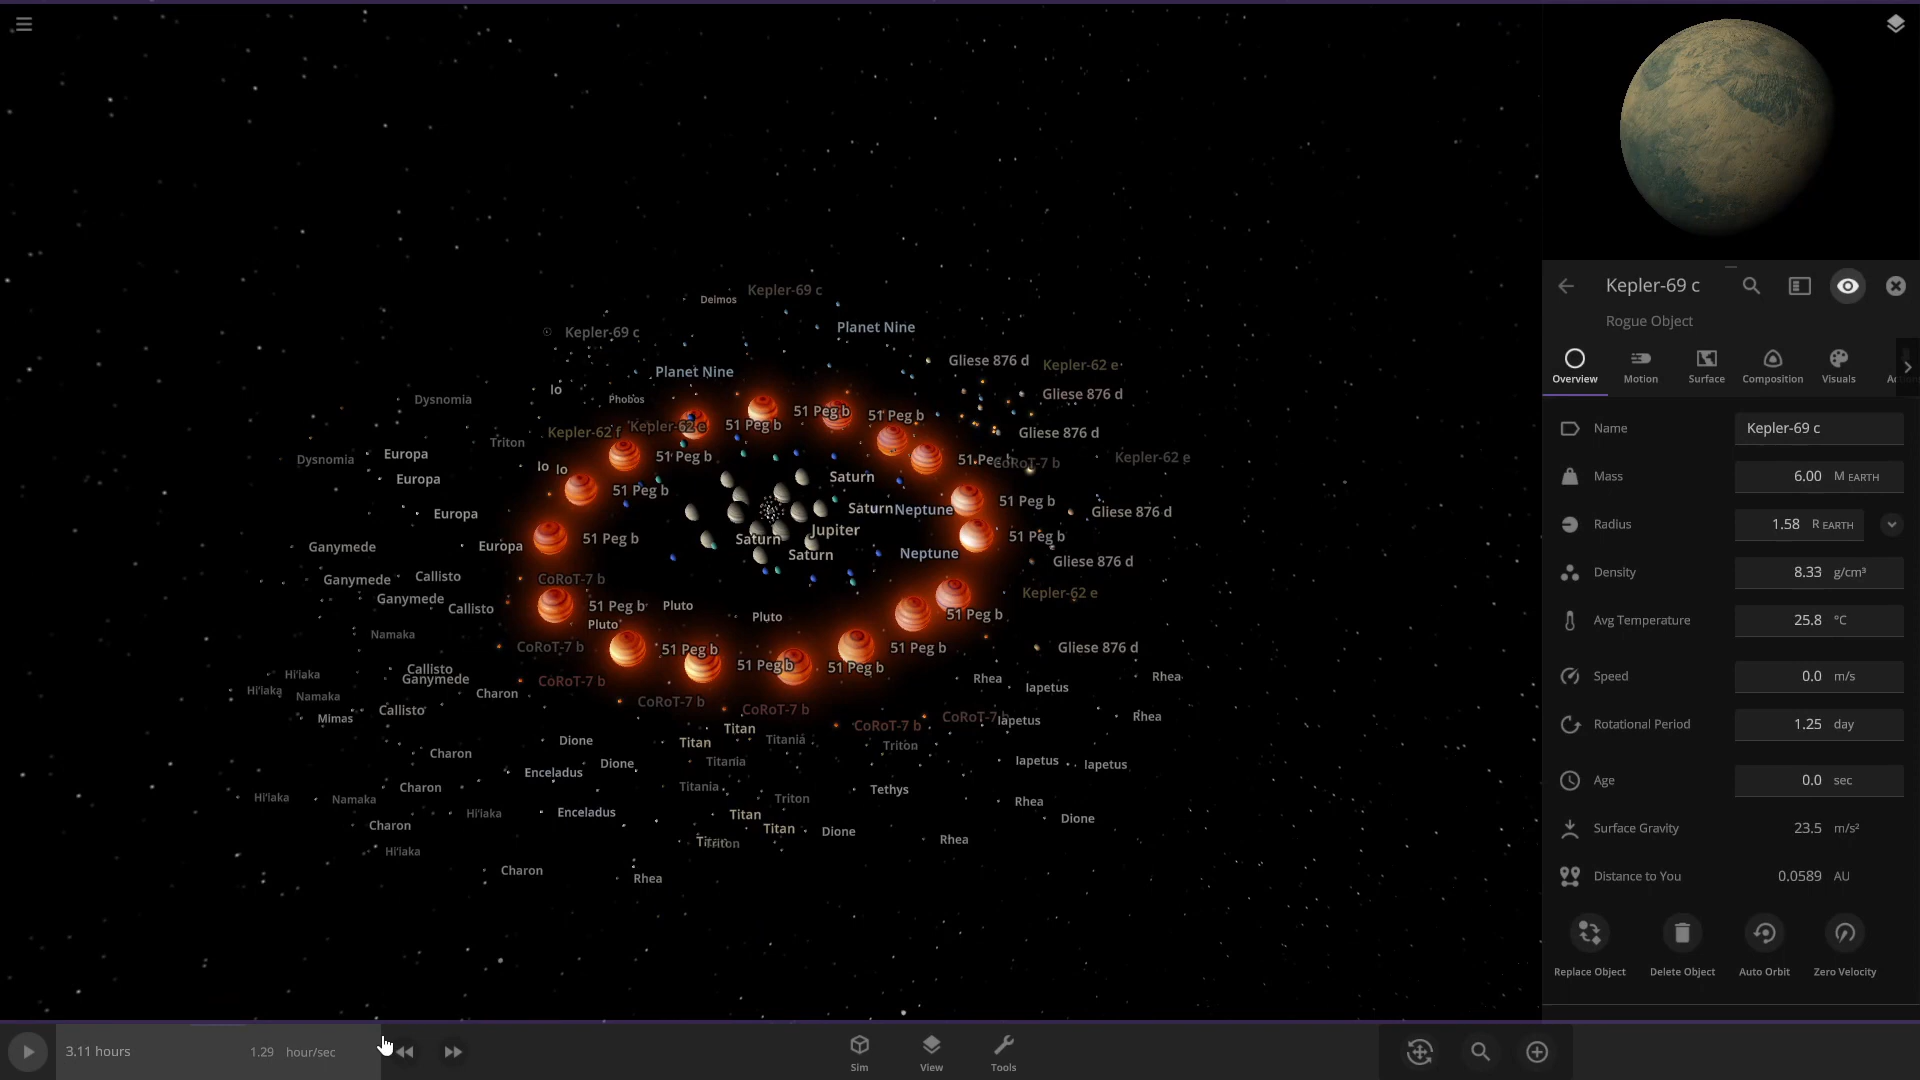 Kepler-69 c
Deimos
Kepler-69 c
Planet Nine
Gliese 876 d
Kepler-62 e
Planet Nine
Io
Gliese 876 d
Dysnomia
Phobos
51 Peg b
51 Peg b
Kepler-62 f
Kepler-62 e
51 Peg b
Gliese 876 d
Triton
Europa
51 Peg b
51 Pe
CoRoT-7 b
Kepler-62 e
Dysnomia
Io
Io
Europa
Saturn
51 Peg b
51 Peg b
Europa
Saturn
Neptune
Gliese 876 d
Jupiter
51 Peg b
Saturn
51 Peg b
Ganymede
Europa
Saturn
Neptune
Gliese 876 d
Ganymede
Callisto
CoRoT-7 b
Kepler-62 e
Ganymede
Callisto
51 Peg b
Pluto
Pluto
51 Peg b
Pluto
Namaka
CoRoT-7 b
51 Peg b
51 Peg b
Gliese 876 d
Callisto
Ganymede
51 Peg b
51 Peg b
Hi'iaka
Hi'iaka
Namaka
Charon
CoRoT-7 b
Rhea
Iapetus
Rhea
Mimas
Callisto
CoRoT-7 b
CoRoT-7 b
CoRoT-7 b
CoRoT-7
Iapetus
Rhea
Titan
Titan
Titania
Triton
Dione
Charon
Dione
Titania
Iapetus
Iapetus
Enceladus
Charon
Titania
Tethys
Hi'iaka
Namaka
Hi'iaka
Enceladus
Triton
Rhea
Charon
Titan
Titan
Dione
Dione
Rhea
Hi'iaka
Triton
Charon
Rhea
Kepler-69 c
Rogue Object
Overview Motion Surface Composition Visuals
Name Kepler-69 c
Mass 6.00 M EARTH
Radius 1.58 R EARTH
Density 8.33 g/cm³
Avg Temperature 25.8 °C
Speed 0.0 m/s
Rotational Period 1.25 day
Age 0.0 sec
Surface Gravity 23.5 m/s²
Distance to You 0.0589 AU
Replace Object Delete Object Auto Orbit Zero Velocity
3.11 hours 1.29 hour/sec
Sim View Tools